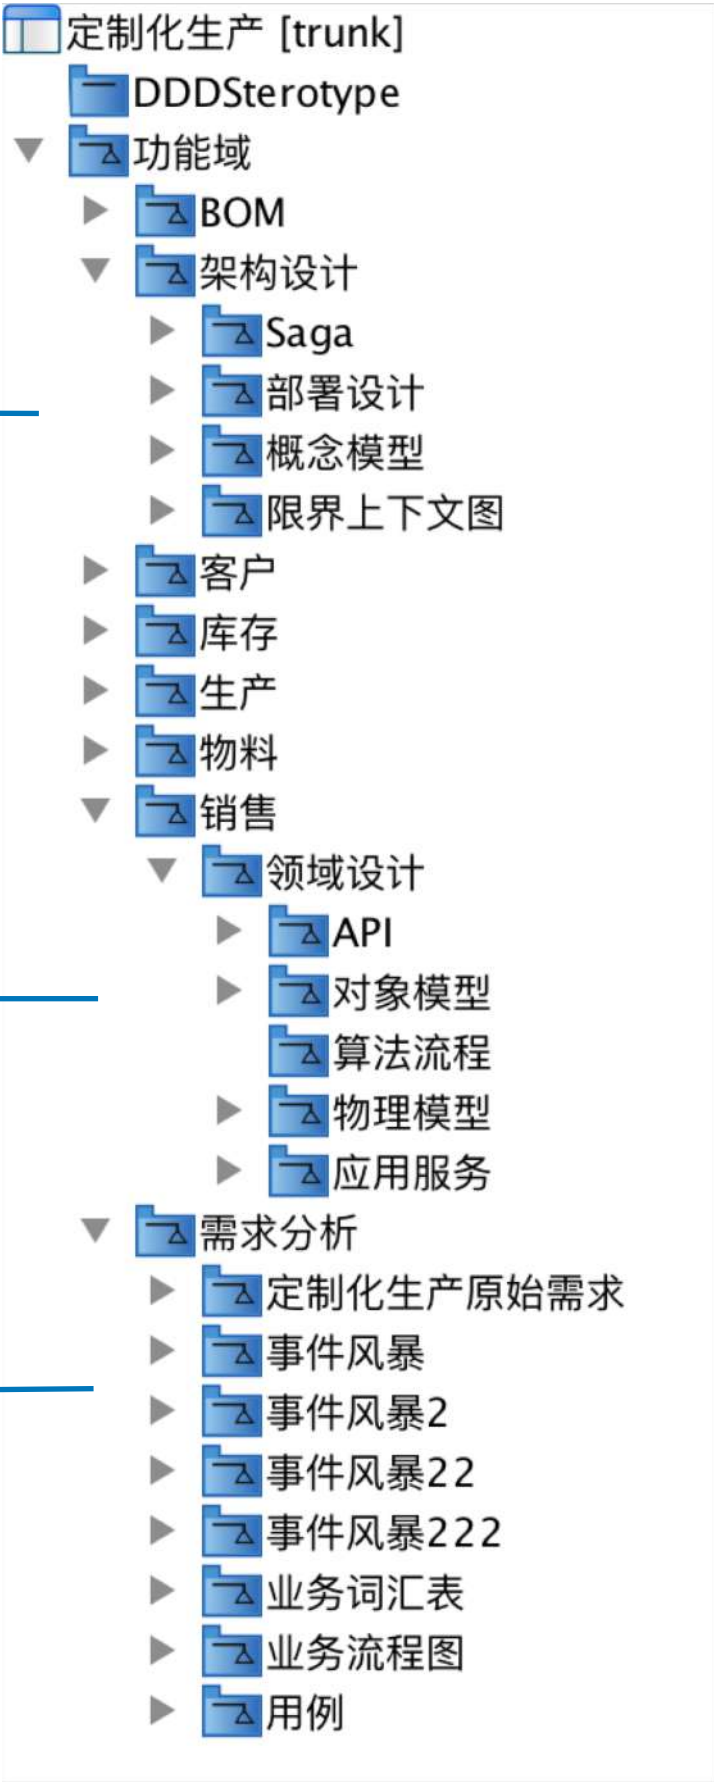 定制化生产 [trunk]
DDDSterotype
功能域
BOM
架构设计
Saga
部署设计
概念模型
限界上下文图
客户
库存
生产
物料
销售
领域设计
API
对象模型
算法流程
物理模型
应用服务
需求分析
定制化生产原始需求
事件风暴
事件风暴2
事件风暴22
事件风暴222
业务词汇表
业务流程图
用例